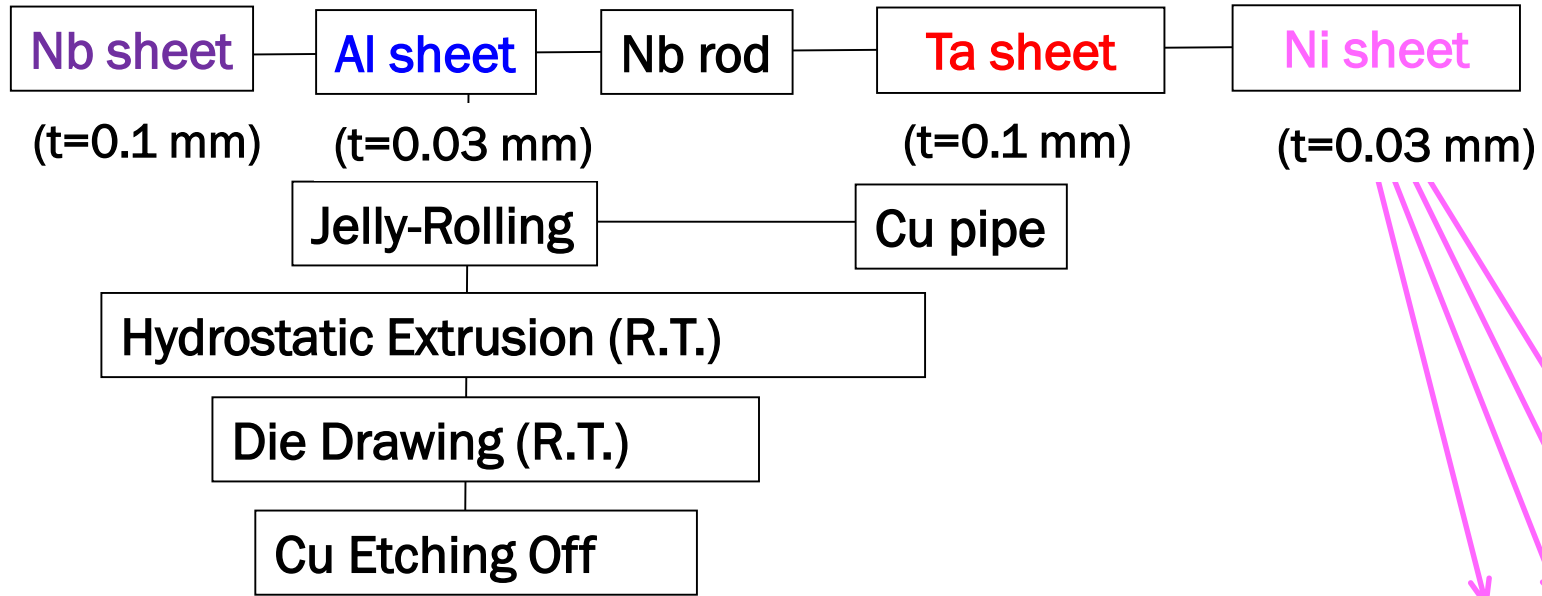 Nb sheet
Al sheet
Nb rod
Ta sheet
Ni sheet
(t=0.1 mm)
(t=0.03 mm)
(t=0.1 mm)
(t=0.03 mm)
Jelly-Rolling
Cu pipe
Hydrostatic Extrusion (R.T.)
Die Drawing (R.T.)
Cu Etching Off